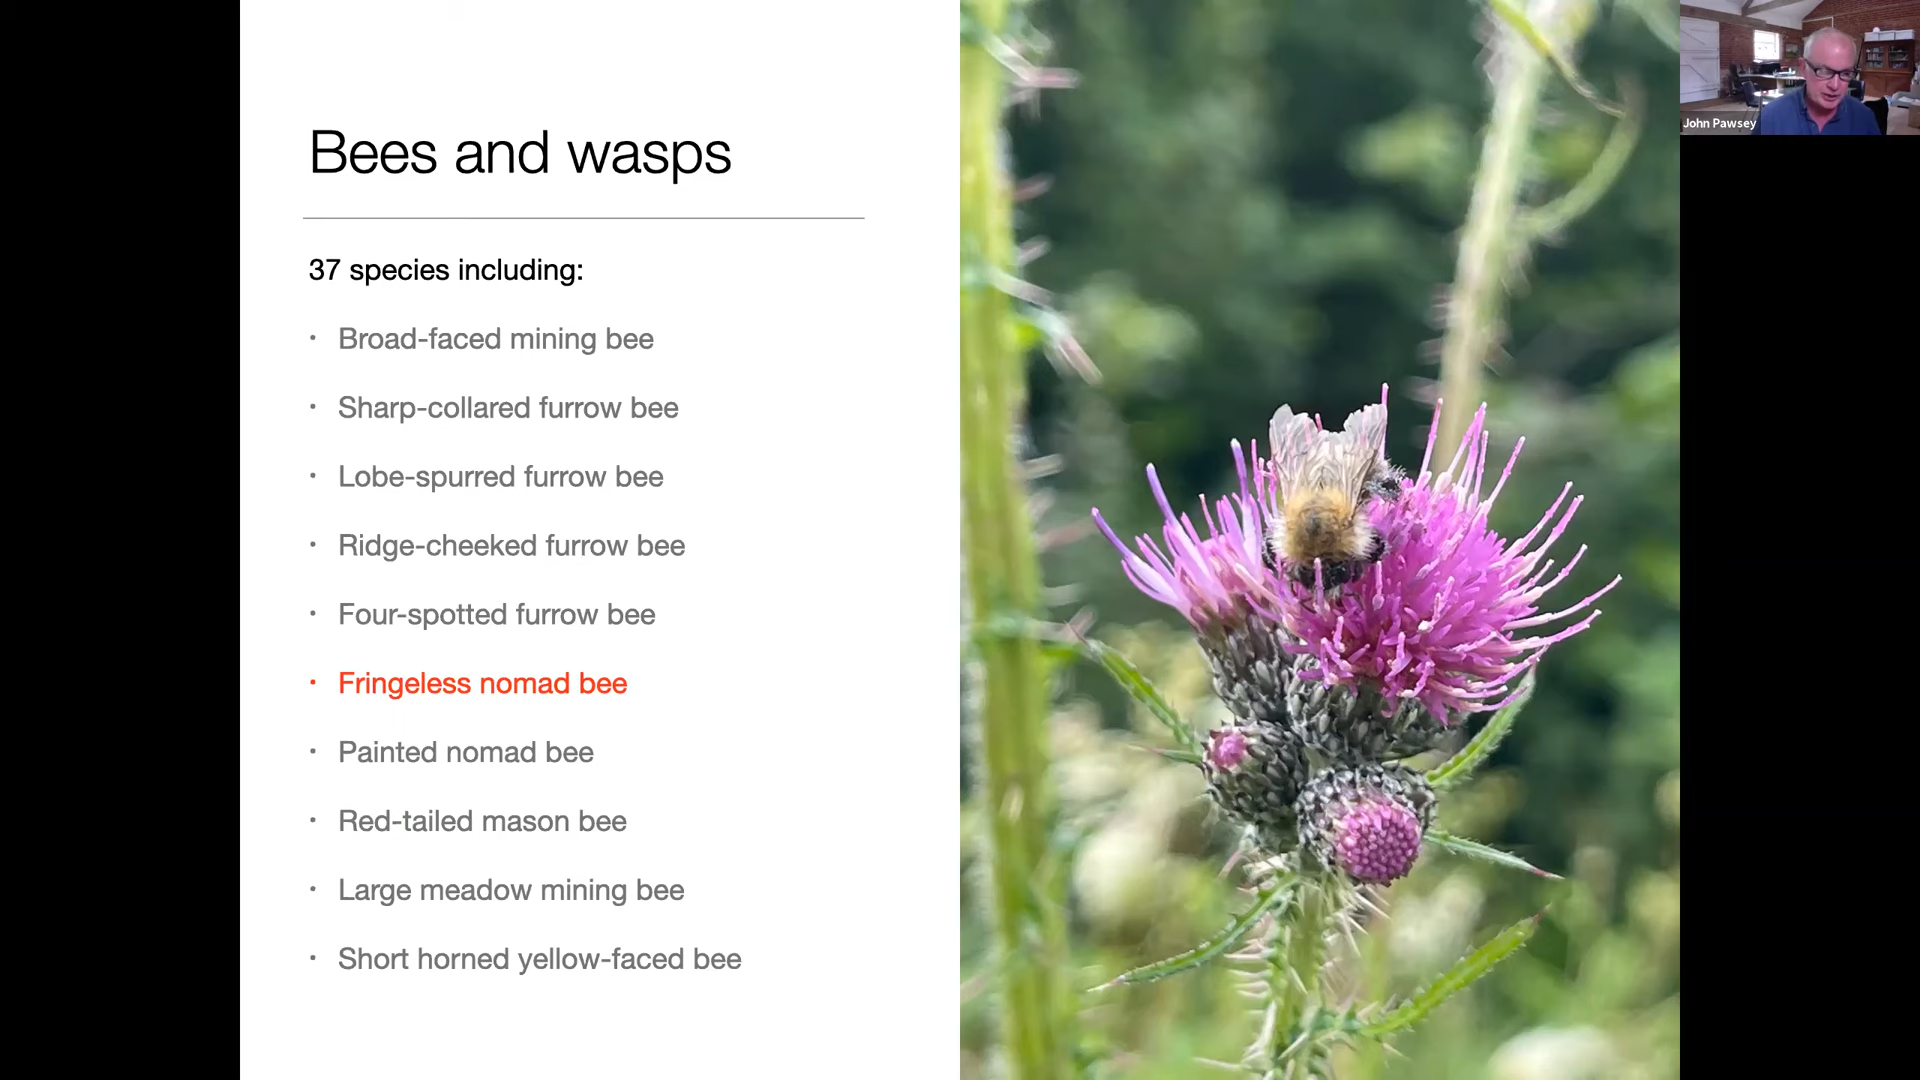 Bees and wasps
37 species including:
• Broad-faced mining bee
• Sharp-collared furrow bee
• Lobe-spurred furrow bee
• Ridge-cheeked furrow bee
• Four-spotted furrow bee
• Fringeless nomad bee
• Painted nomad bee
• Red-tailed mason bee
• Large meadow mining bee
• Short horned yellow-faced bee
John Pawsey